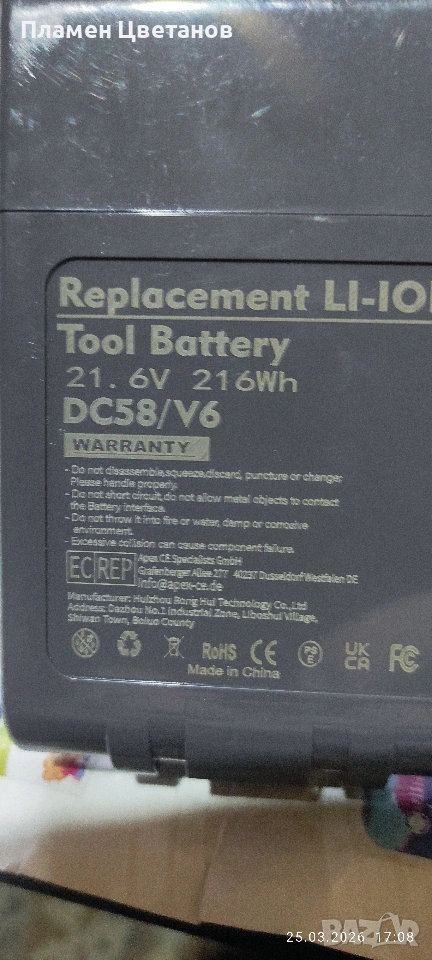 Пламен Цветанов
Replacement LI-IO
Tool Battery
21.6V 216Wh
DC58/V6
WARRANTY
- Do not disassemble,squeeze,discard, puncture or changer,
Please handle properly.
- Do not short circuit,do not allow metal objects to contact
the Battery interface.
- Do not throw it into fire or water, damp or corrosive
environment.
- Excessive collision can cause component failure.
EC REP
Apex CE Specialists GmbH
Grafenberger Allee 277 40237 Dusseldorf Westfalen DE
info@apex-ce.de
Manufacturer: Huizhou Rong Hui Technology Co.,Ltd
Address: Dazhou No.1 Industrial Zone, Liboshui Village,
Shiwan Town, Boluo County
RoHS CE PS E UK CA FC
Made in China
25.03.2026 17:08
BAZAR